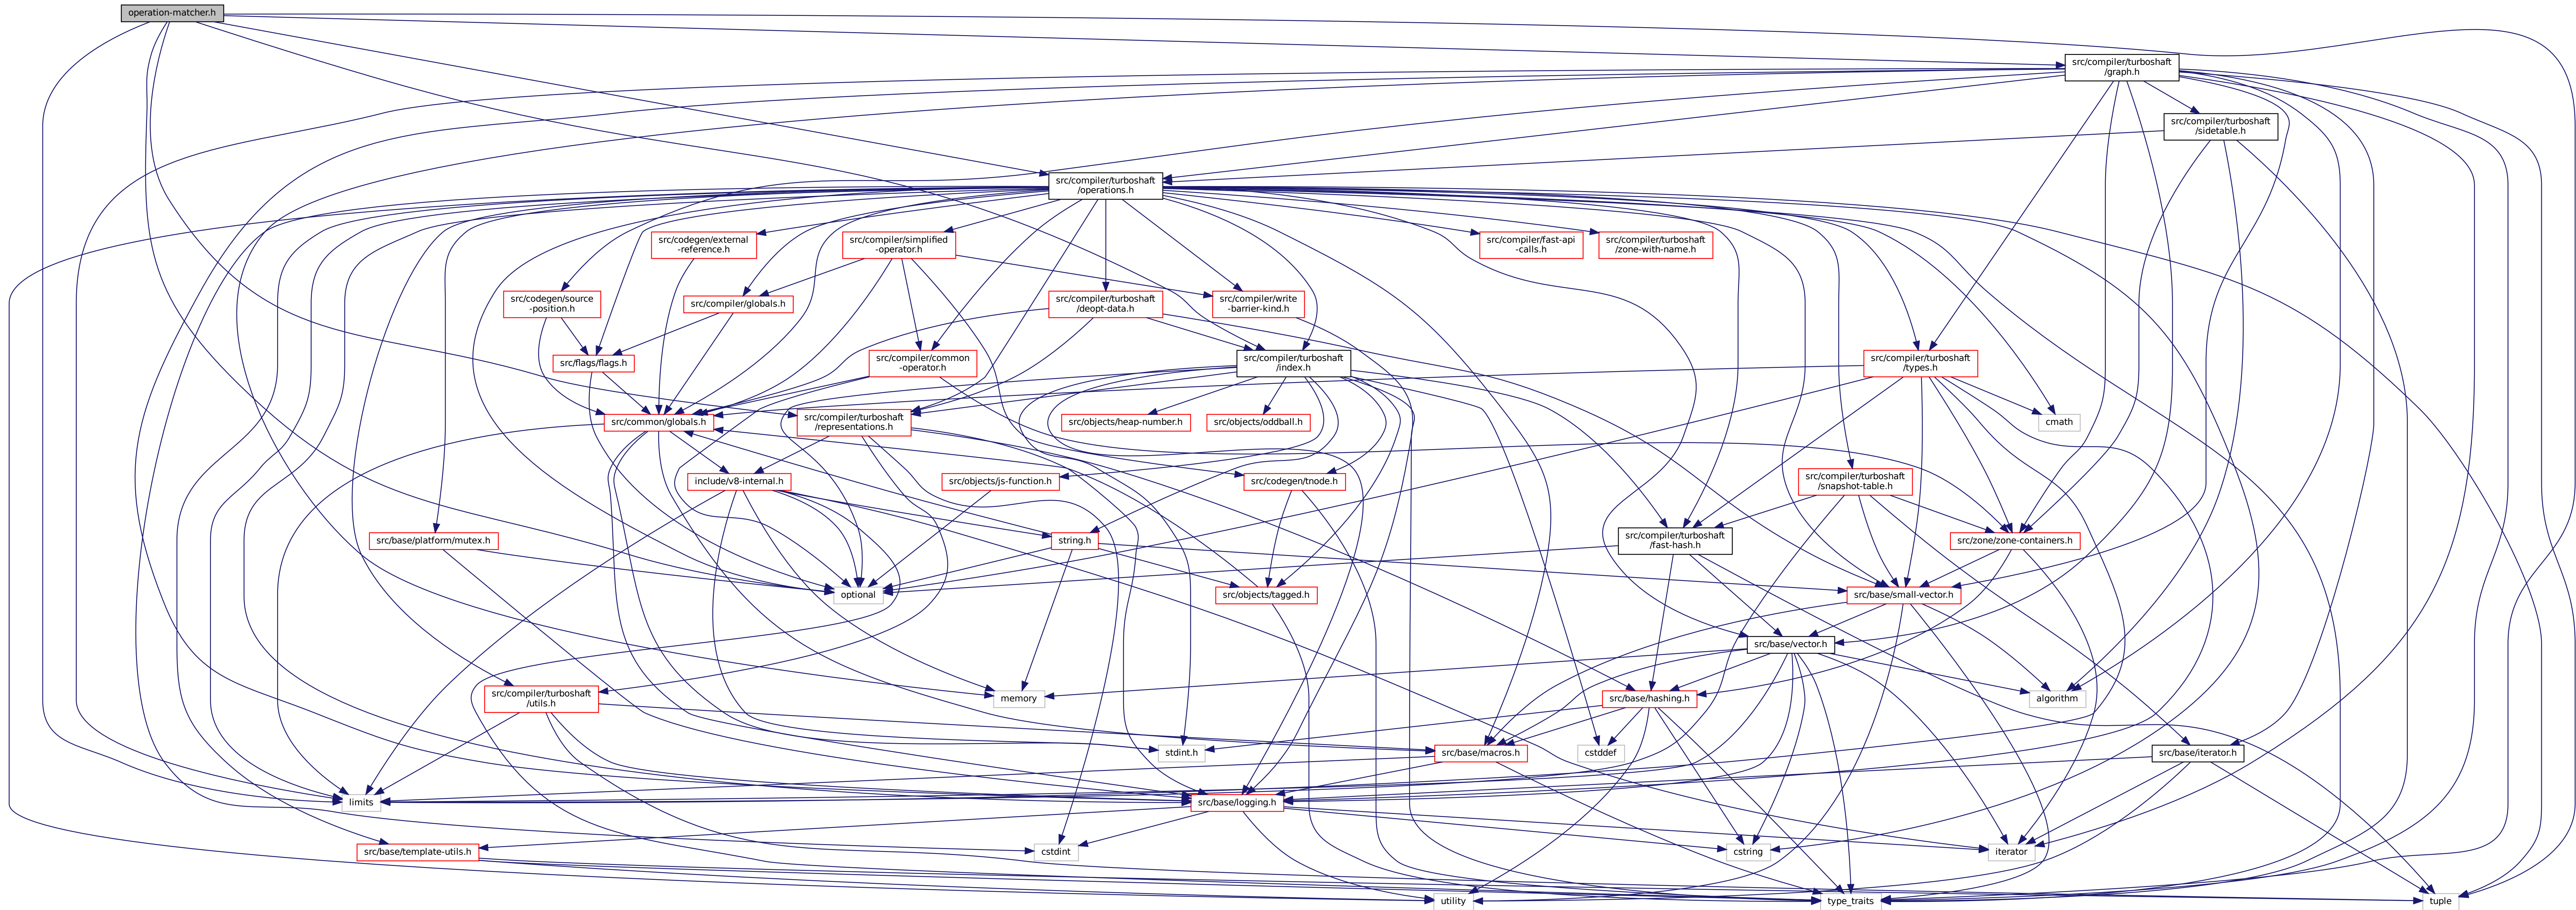 operation-matcher.h
src/compiler/turboshaft
/graph.h
src/compiler/turboshaft
/sidetable.h
src/compiler/turboshaft
/operations.h
src/codegen/external
-reference.h
src/compiler/simplified
-operator.h
src/compiler/fast-api
-calls.h
src/compiler/turboshaft
/zone-with-name.h
src/codegen/source
-position.h
src/compiler/globals.h
src/compiler/turboshaft
/deopt-data.h
src/compiler/write
-barrier-kind.h
src/flags/flags.h
src/compiler/common
-operator.h
src/compiler/turboshaft
/index.h
src/compiler/turboshaft
/types.h
src/common/globals.h
src/compiler/turboshaft
/representations.h
src/objects/heap-number.h
src/objects/oddball.h
cmath
include/v8-internal.h
src/objects/js-function.h
src/codegen/tnode.h
src/compiler/turboshaft
/snapshot-table.h
src/base/platform/mutex.h
string.h
src/compiler/turboshaft
/fast-hash.h
src/zone/zone-containers.h
optional
src/objects/tagged.h
src/base/small-vector.h
src/base/vector.h
src/compiler/turboshaft
/utils.h
memory
src/base/hashing.h
algorithm
stdint.h
src/base/macros.h
cstddef
src/base/iterator.h
limits
src/base/logging.h
src/base/template-utils.h
cstdint
cstring
iterator
utility
type_traits
tuple